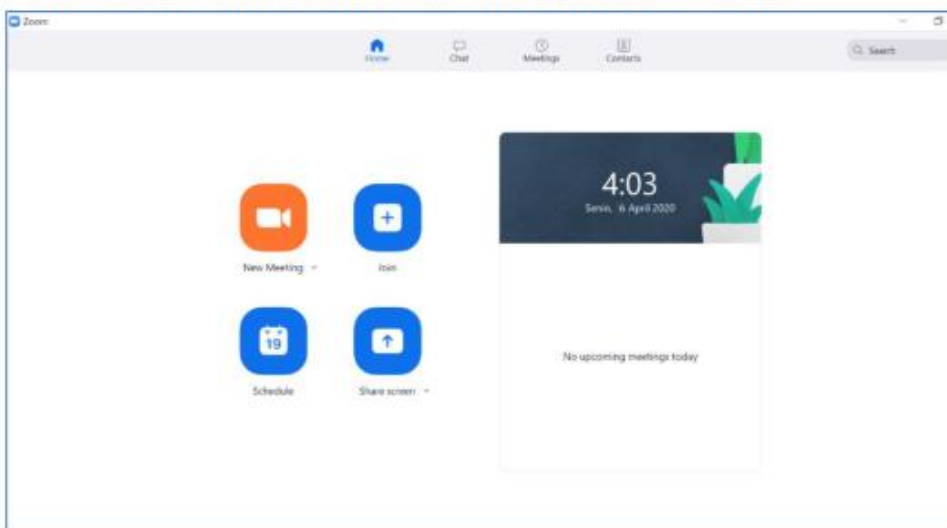 Zoom
Home
Chat
Meetings
Contacts
Search
4:03
Senin, 6 April 2020
New Meeting
Join
19
Schedule
Share screen
No upcoming meetings today